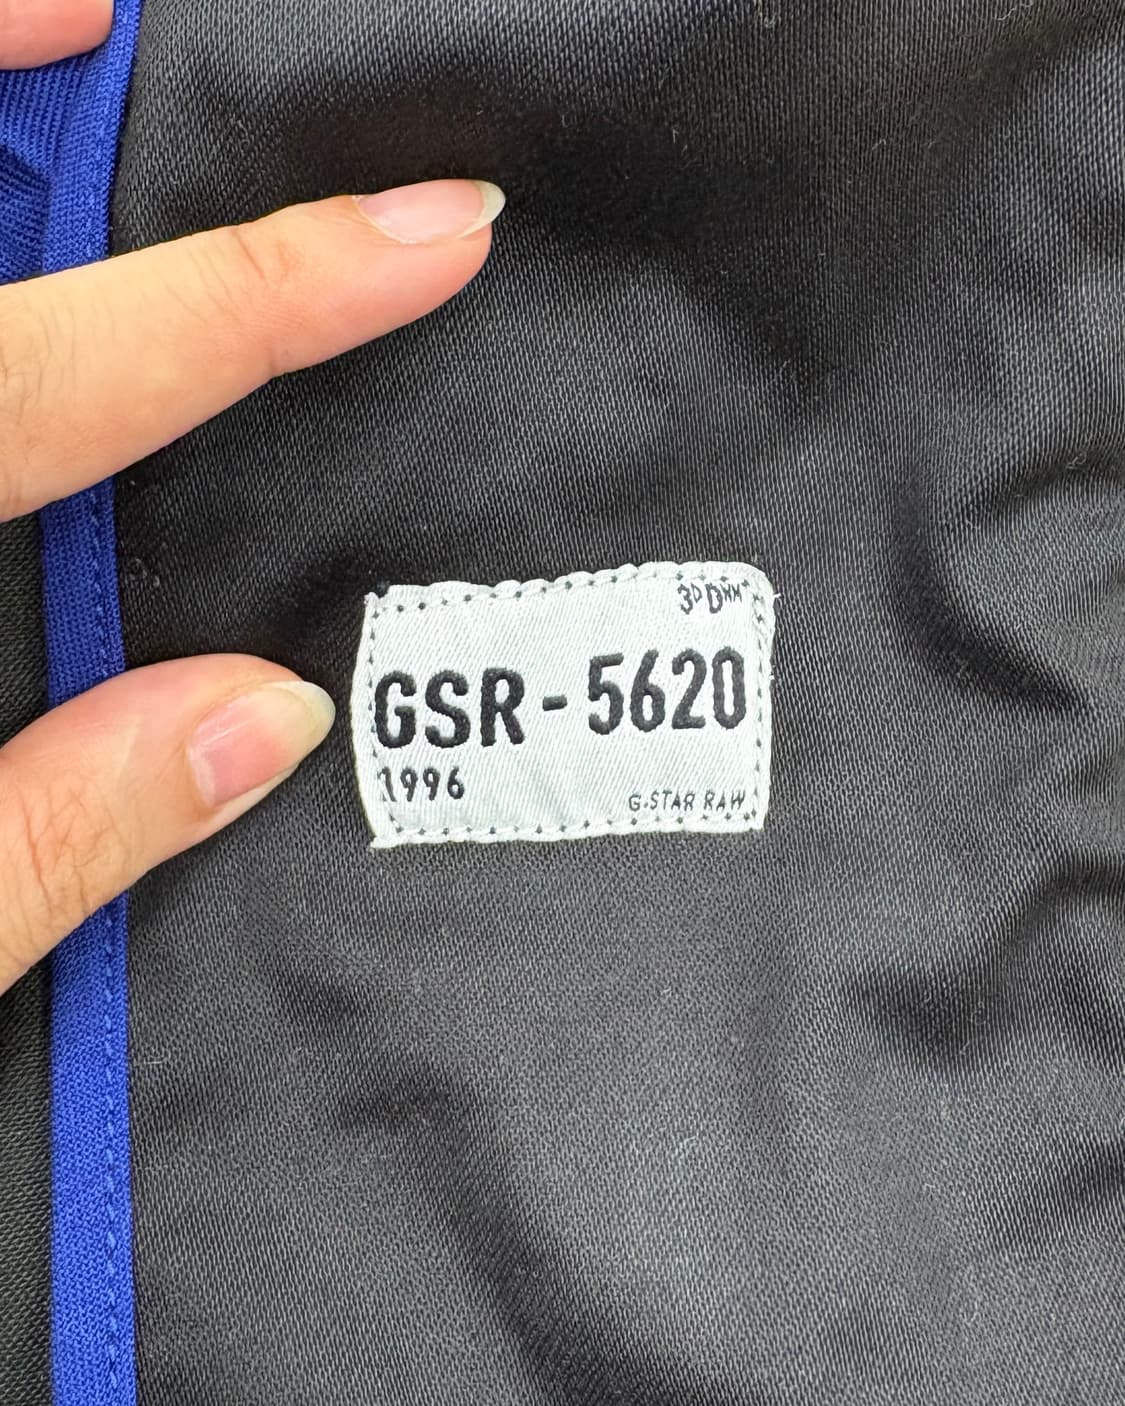 3D DNM
GSR - 5620
1996
G-STAR RAW